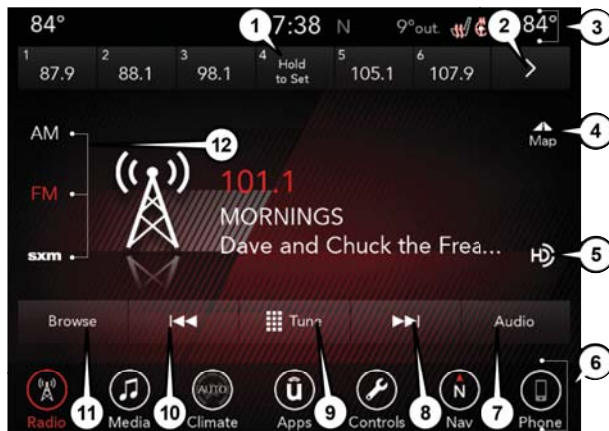 84° 1 7:38 N 9°out. 2 84° 3
1 87.9 2 88.1 3 98.1 4 Hold to Set 5 105.1 6 107.9
AM 12 Map 4
FM 101.1
MORNINGS
sxm Dave and Chuck the Frea... HD 5
Browse Tune Audio
6
AUTO û N
11 10 9 8 7
Radio Media Climate Apps Controls Nav Phone